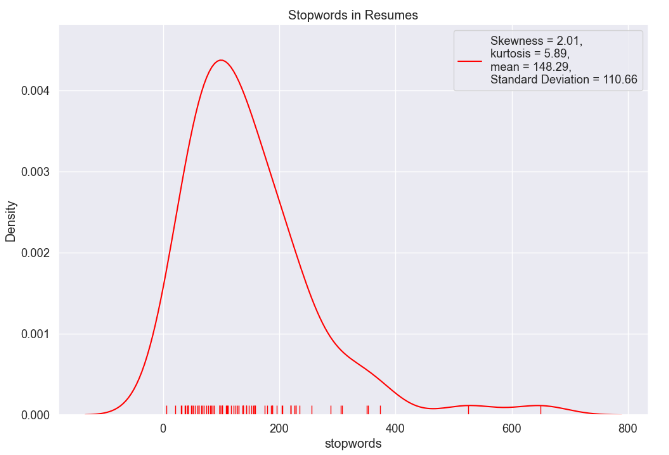 Stopwords in Resumes
Skewness = 2.01,
kurtosis = 5.89,
mean = 148.29,
Standard Deviation = 110.66
0.004
0.003
0.002
0.001
0.000
Density
0 200 400 600 800
stopwords